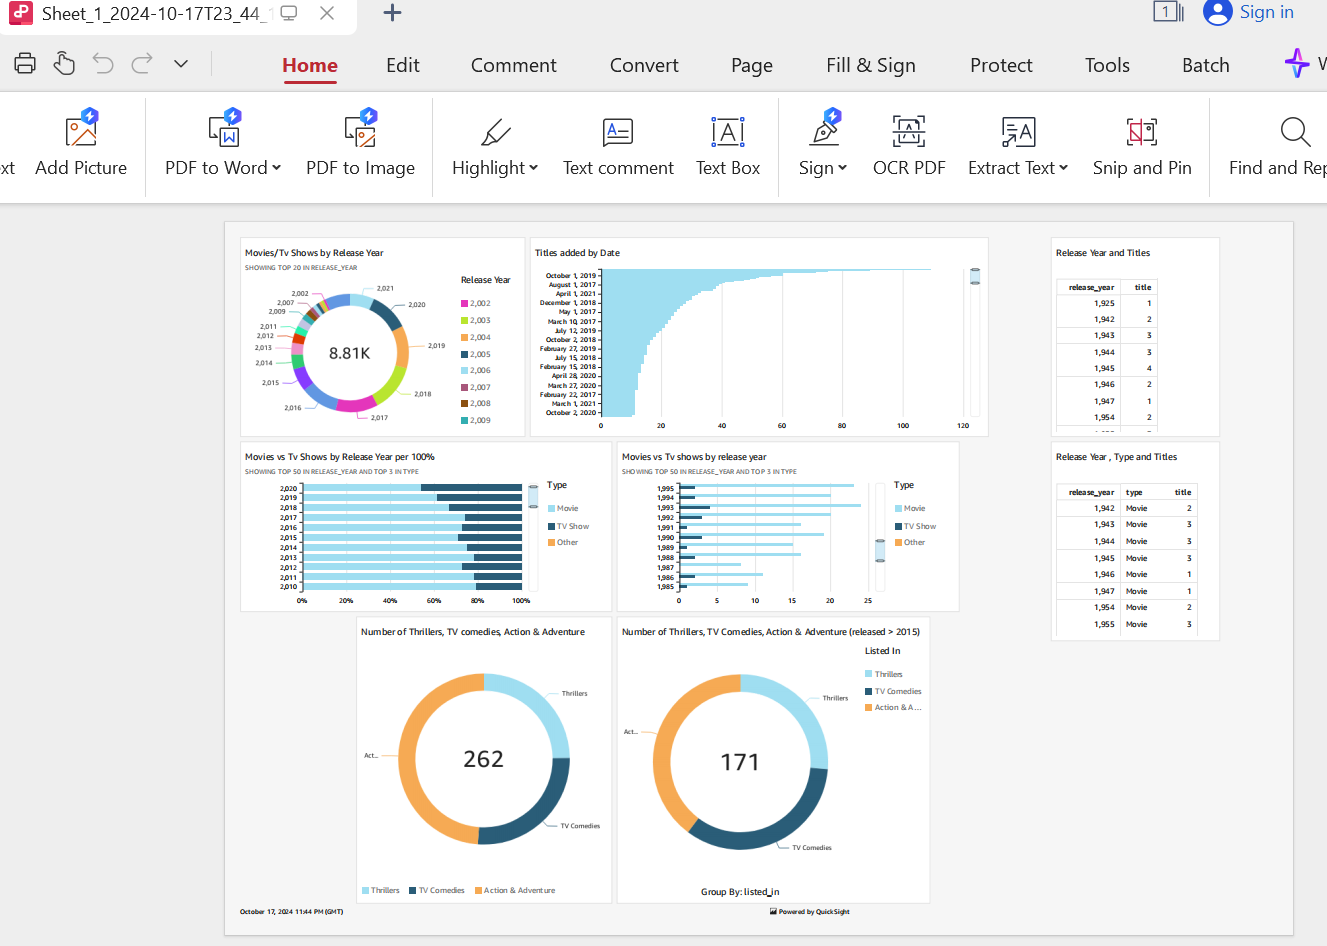 Sheet_1_2024-10-17T23_44_
1
Sign in
Home
Edit
Comment
Convert
Page
Fill & Sign
Protect
Tools
Batch
Add Picture
PDF to Word
PDF to Image
Highlight
Text comment
Text Box
Sign
OCR PDF
Extract Text
Snip and Pin
Find and Rep
Movies/Tv Shows by Release Year
SHOWING TOP 20 IN RELEASE_YEAR
Release Year
2,002
2,003
2,004
2,005
2,006
2,007
2,008
2,009
2,021
2,020
2,019
2,018
2,017
2,016
2,015
2,014
2,013
2,012
2,011
2,009
2,007
2,002
8.81K
Titles added by Date
October 1, 2019
August 1, 2017
April 1, 2021
December 1, 2018
May 1, 2017
March 10, 2017
July 12, 2019
October 2, 2018
February 27, 2019
July 15, 2018
February 15, 2018
April 28, 2020
March 27, 2020
February 22, 2017
March 1, 2021
October 2, 2020
0 20 40 60 80 100 120
Release Year and Titles
release_year title
1,925 1
1,942 2
1,943 3
1,944 3
1,945 4
1,946 2
1,947 1
1,954 2
Movies vs Tv Shows by Release Year per 100%
SHOWING TOP 50 IN RELEASE_YEAR AND TOP 3 IN TYPE
2,020
2,019
2,018
2,017
2,016
2,015
2,014
2,013
2,012
2,011
2,010
0% 20% 40% 60% 80% 100%
Type
Movie
TV Show
Other
Movies vs Tv shows by release year
SHOWING TOP 50 IN RELEASE_YEAR AND TOP 3 IN TYPE
1,995
1,994
1,993
1,992
1,991
1,990
1,989
1,988
1,987
1,986
1,985
0 5 10 15 20 25
Type
Movie
TV Show
Other
Release Year , Type and Titles
release_year type title
1,942 Movie 2
1,943 Movie 3
1,944 Movie 3
1,945 Movie 3
1,946 Movie 1
1,947 Movie 1
1,954 Movie 2
1,955 Movie 3
Number of Thrillers, TV comedies, Action & Adventure
Thrillers
Act...
262
TV Comedies
Thrillers TV Comedies Action & Adventure
Number of Thrillers, TV Comedies, Action & Adventure (released > 2015)
Listed In
Thrillers
TV Comedies
Action & A...
Thrillers
Act...
171
TV Comedies
Group By: listed_in
October 17, 2024 11:44 PM (GMT)
Powered by QuickSight